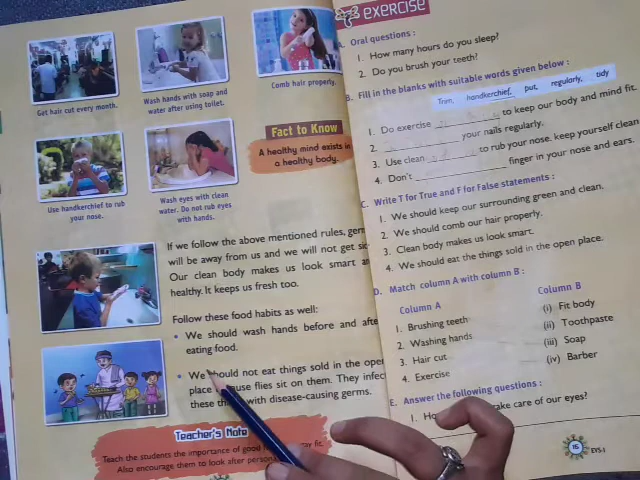 Get hair cut every month.
Wash hands with soap and
water after using toilet.
Comb hair properly.
Use handkerchief to rub
your nose.
Wash eyes with clean
water. Do not rub eyes
with hands.
Fact to Know
A healthy mind exists in
a healthy body.
If we follow the above mentioned rules, germ
will be away from us and we will not get
Our clean body makes us look smart
healthy. It keeps us fresh too.
Follow these food habits as well:
• We should wash hands before and afte
eating food.
• We should not eat things sold in the open
place flies sit on them. They infec
these with disease-causing germs.
Teacher's Note
Teach the students the importance of good
Also encourage them to look after
exercise
A. Oral questions :
1. How many hours do you sleep?
2. Do you brush your teeth?
B. Fill in the blanks with suitable words given below :
Trim, handkerchief, put, regularly, tidy
1. Do exercise ____________ to keep our body and mind fit.
2. ____________ your nails regularly.
3. Use clean ____________ to rub your nose. keep yourself clean
4. Don't ____________ finger in your nose and ears.
C. Write T for True and F for False statements :
1. We should keep our surrounding green and clean.
2. We should comb our hair properly.
3. Clean body makes us look smart.
4. We should eat the things sold in the open place.
D. Match column A with column B :
Column A Column B
1. Brushing teeth (i) Fit body
2. Washing hands (ii) Toothpaste
3. Hair cut (iii) Soap
4. Exercise (iv) Barber
E. Answer the following questions :
1. take care of our eyes?
15 EVS-1